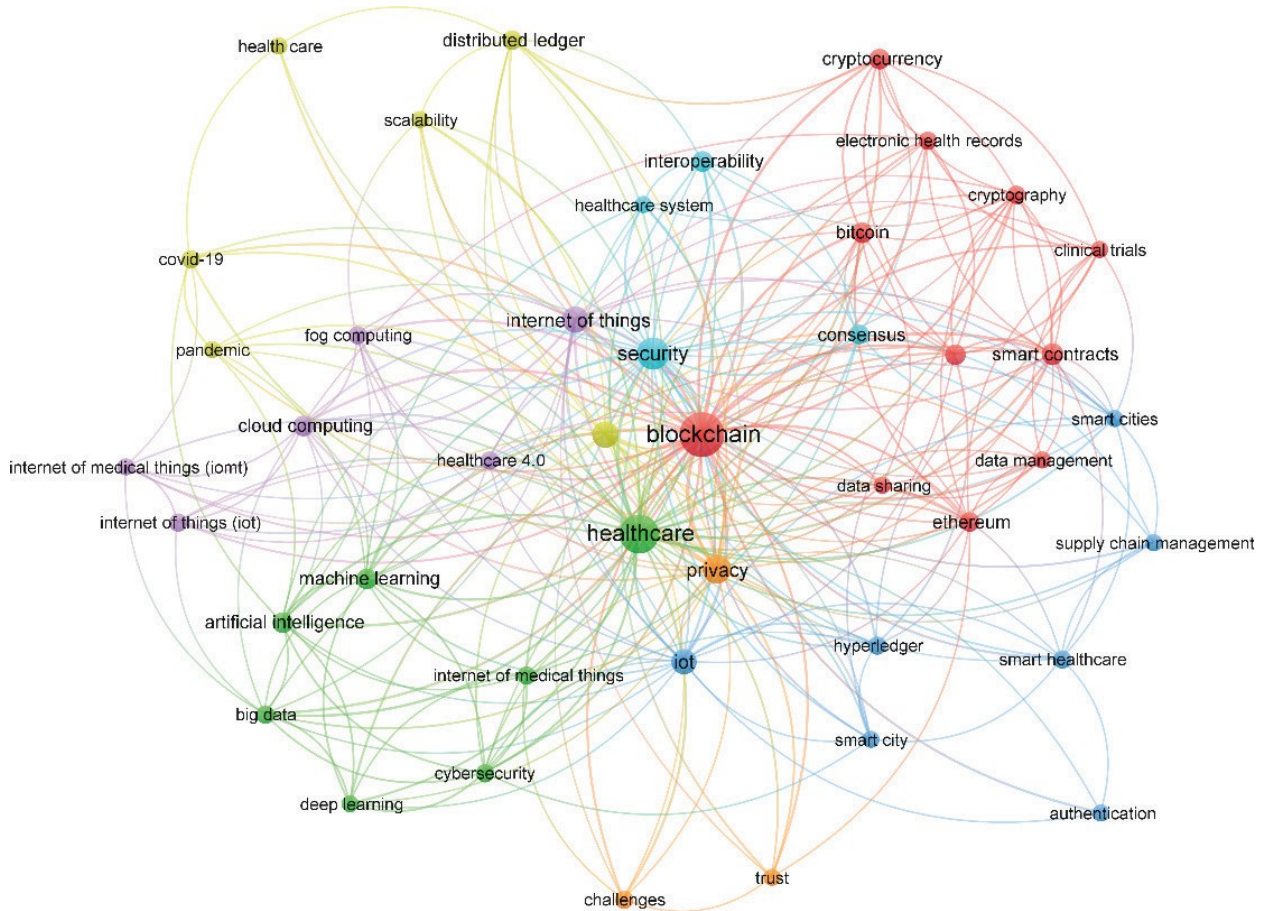 health care
distributed ledger
cryptocurrency
scalability
electronic health records
interoperability
cryptography
healthcare system
bitcoin
clinical trials
covid-19
internet of things
fog computing
consensus
pandemic
security
smart contracts
smart cities
cloud computing
blockchain
healthcare 4.0
data management
internet of medical things (iomt)
data sharing
internet of things (iot)
ethereum
healthcare
supply chain management
machine learning
privacy
artificial intelligence
hyperledger
iot
smart healthcare
internet of medical things
big data
smart city
cybersecurity
deep learning
authentication
trust
challenges